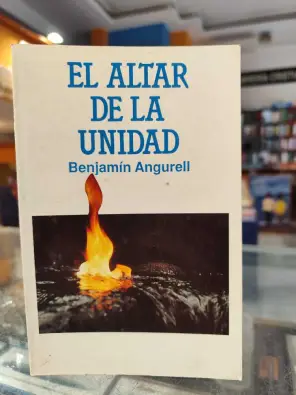 EL ALTAR
DE LA
UNIDAD
Benjamín Angurell